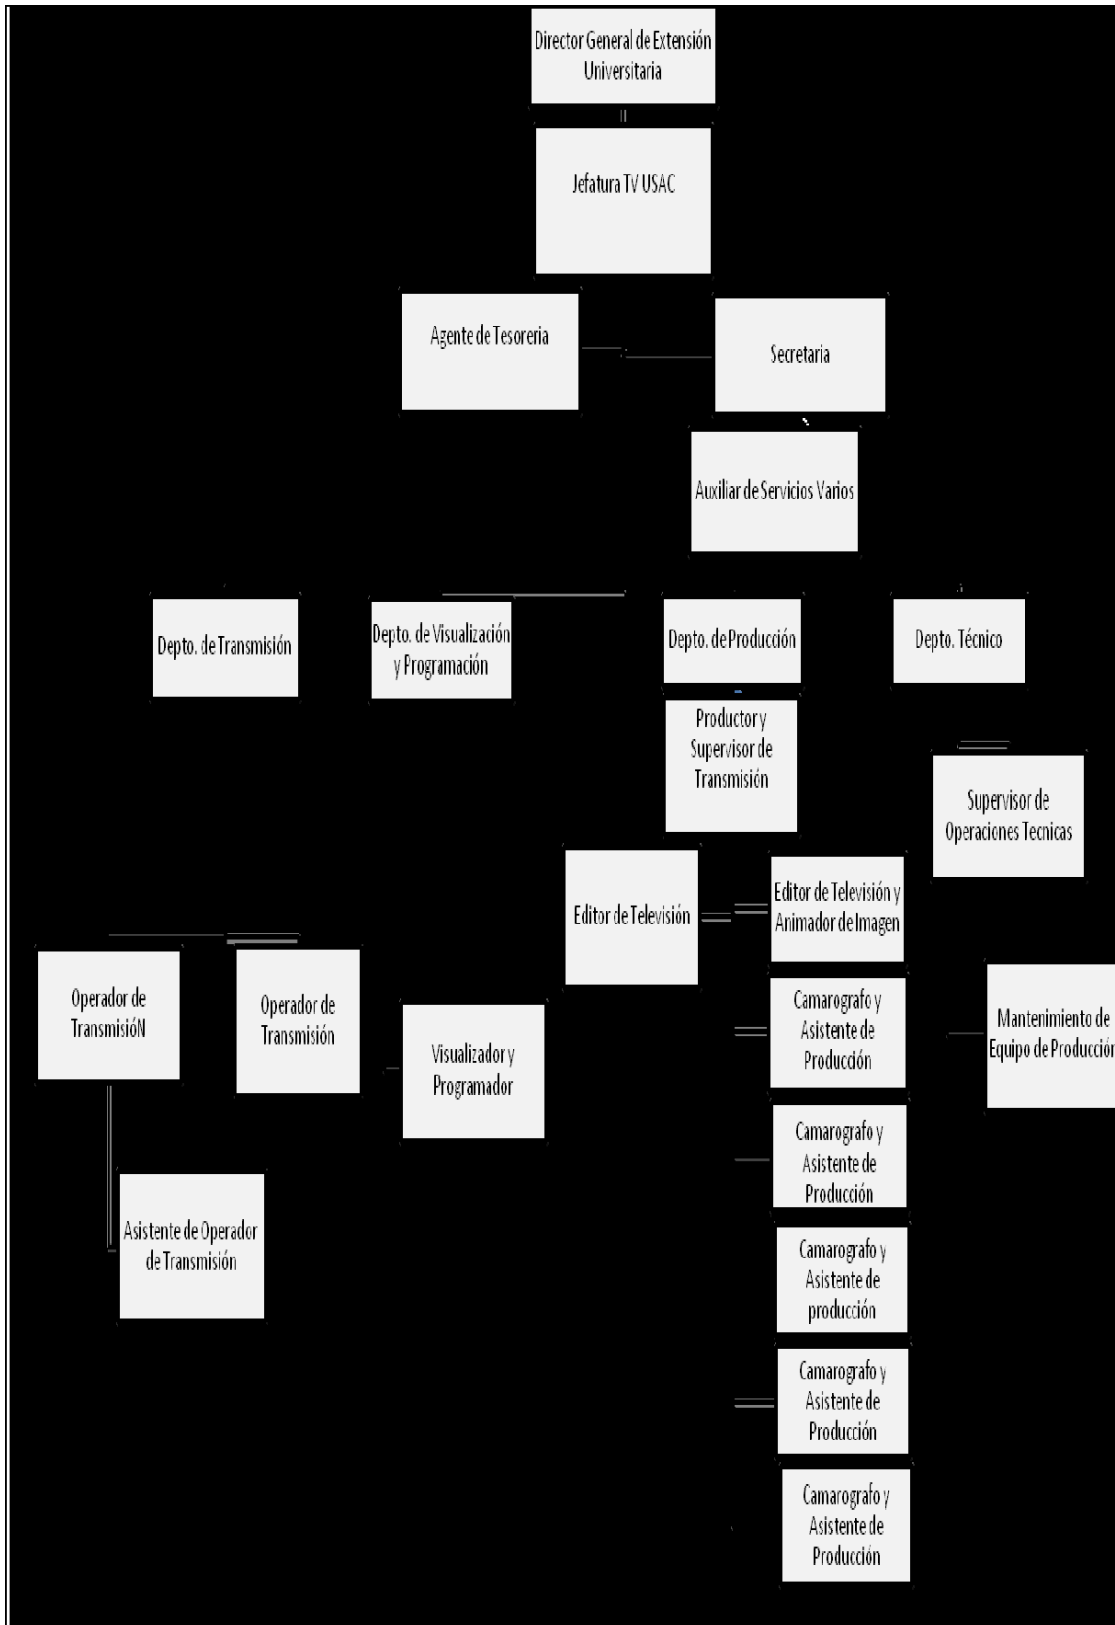 Director General de Extensión
Universitaria
Jefatura TV USAC
Agente de Tesoreria
Secretaria
Auxiliar de Servicios Varios
Depto. de Transmisión
Depto. de Visualización
y Programación
Depto. de Producción
Depto. Técnico
Productor y
Supervisor de
Transmisión
Supervisor de
Operaciones Tecnicas
Editor de Televisión
Editor de Televisión y
Animador de Imagen
Operador de
TransmisióN
Operador de
Transmisión
Visualizador y
Programador
Camarografo y
Asistente de
Producción
Mantenimiento de
Equipo de Producción
Camarografo y
Asistente de
Producción
Asistente de Operador
de Transmisión
Camarografo y
Asistente de
producción
Camarografo y
Asistente de
Producción
Camarografo y
Asistente de
Producción